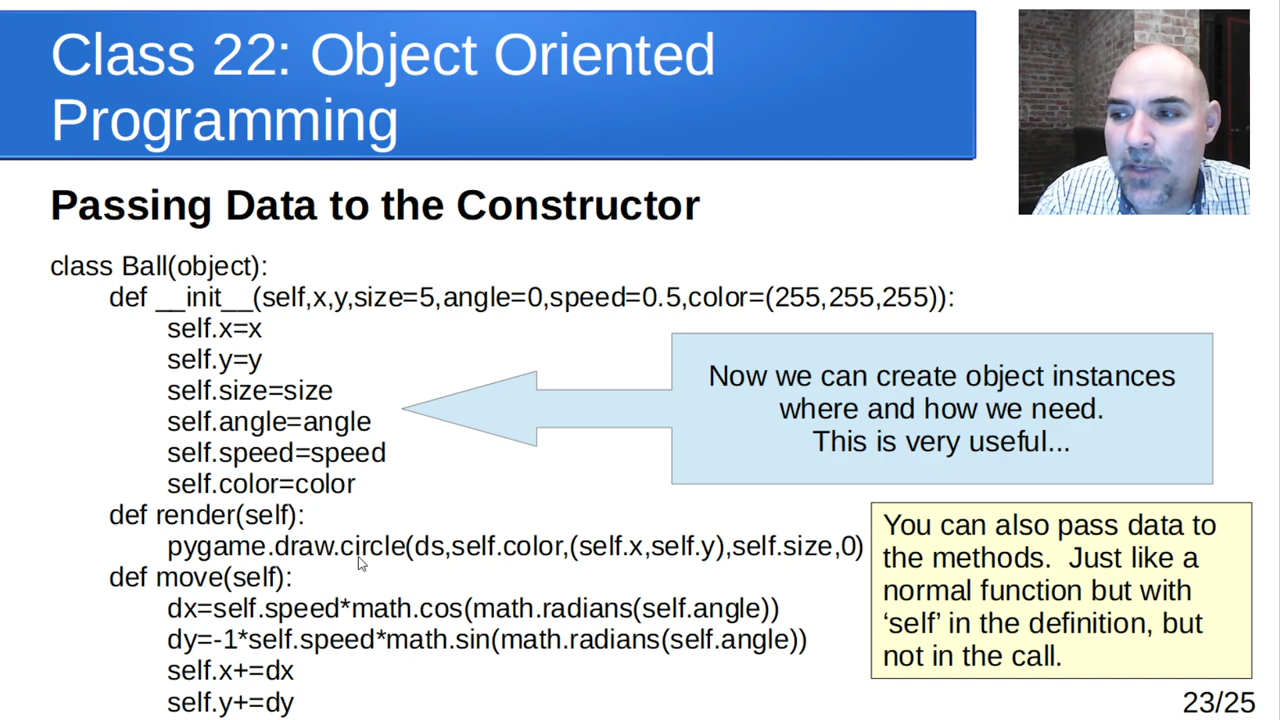 Class 22: Object Oriented
Programming
Passing Data to the Constructor
class Ball(object):
def __init__(self,x,y,size=5,angle=0,speed=0.5,color=(255,255,255)):
self.x=x
self.y=y
self.size=size
self.angle=angle
self.speed=speed
self.color=color
def render(self):
pygame.draw.circle(ds,self.color,(self.x,self.y),self.size,0)
def move(self):
dx=self.speed*math.cos(math.radians(self.angle))
dy=-1*self.speed*math.sin(math.radians(self.angle))
self.x+=dx
self.y+=dy
Now we can create object instances
where and how we need.
This is very useful...
You can also pass data to
the methods.  Just like a
normal function but with
‘self’ in the definition, but
not in the call.
23/25